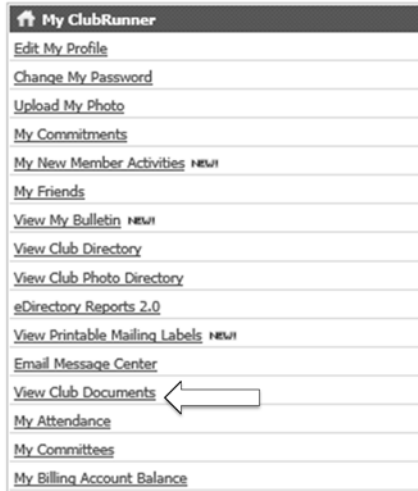 My ClubRunner
Edit My Profile
Change My Password
Upload My Photo
My Commitments
My New Member Activities NEW!
My Friends
View My Bulletin NEW!
View Club Directory
View Club Photo Directory
eDirectory Reports 2.0
View Printable Mailing Labels NEW!
Email Message Center
View Club Documents
My Attendance
My Committees
My Billing Account Balance